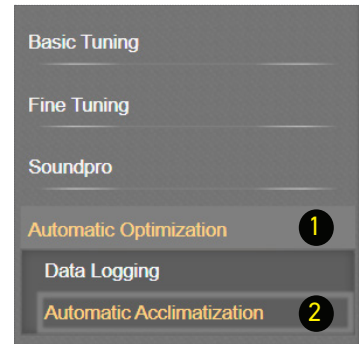 Basic Tuning
Fine Tuning
Soundpro
Automatic Optimization 1
Data Logging
Automatic Acclimatization 2